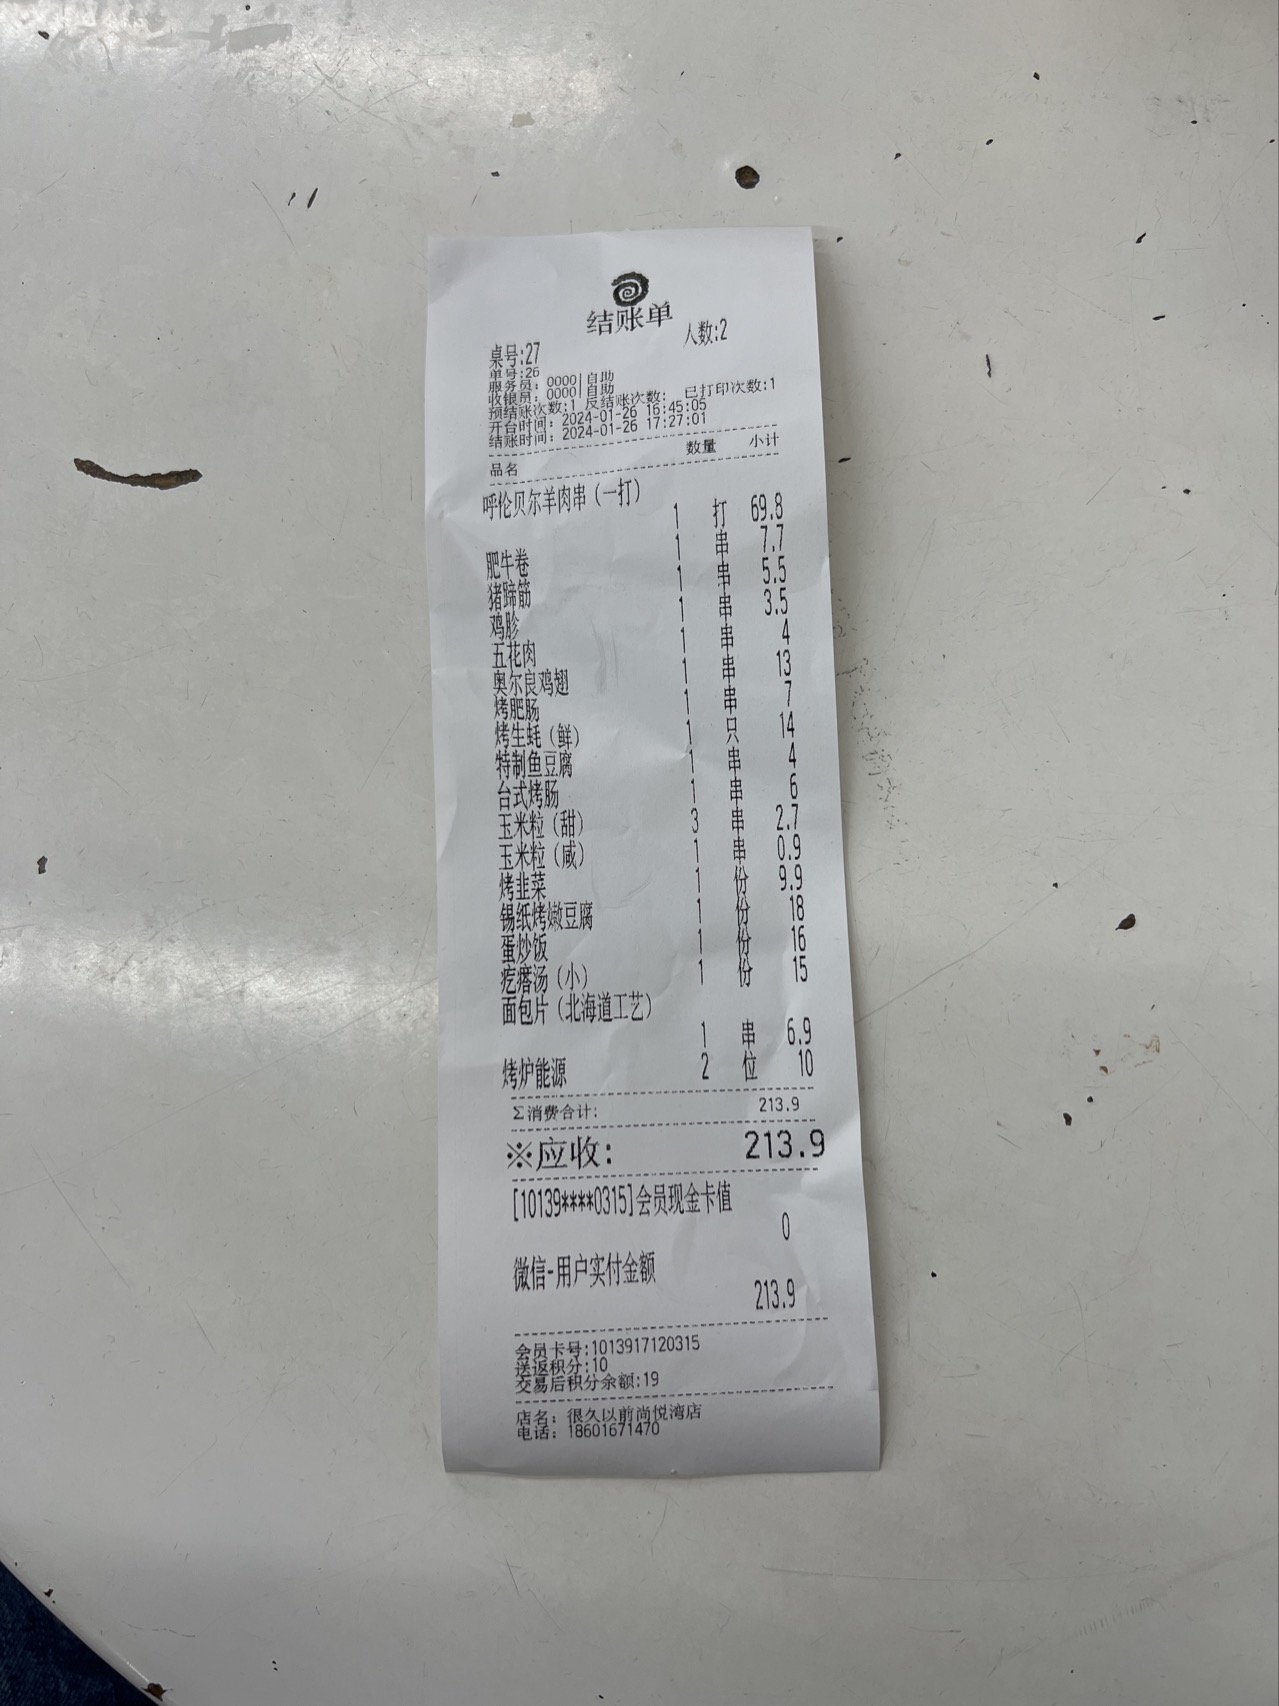 结账单
桌号:27 人数:2
单号:26
服务员: 0000|自助
收银员: 0000|自助
预结账次数:1 反结账次数: 已打印次数:1
开台时间: 2024-01-26 16:45:05
结账时间: 2024-01-26 17:27:01
品名 数量 小计
呼伦贝尔羊肉串(一打)
1 打 69.8
肥牛卷 1 串 7.7
猪蹄筋 1 串 5.5
鸡胗 1 串 3.5
五花肉 1 串 4
奥尔良鸡翅 1 串 13
烤肥肠 1 串 7
烤生蚝(鲜) 1 只 14
特制鱼豆腐 1 串 4
台式烤肠 1 串 6
玉米粒(甜) 3 串 2.7
玉米粒(咸) 1 串 0.9
烤韭菜 1 份 9.9
锡纸烤嫩豆腐 1 份 18
蛋炒饭 1 份 16
疙瘩汤(小) 1 份 15
面包片(北海道工艺)
1 串 6.9
烤炉能源 2 位 10
Σ消费合计: 213.9
※应收: 213.9
[10139****0315]会员现金卡值
0
微信-用户实付金额
213.9
会员卡号:1013917120315
送返积分:10
交易后积分余额:19
店名: 很久以前尚悦湾店
电话: 18601671470